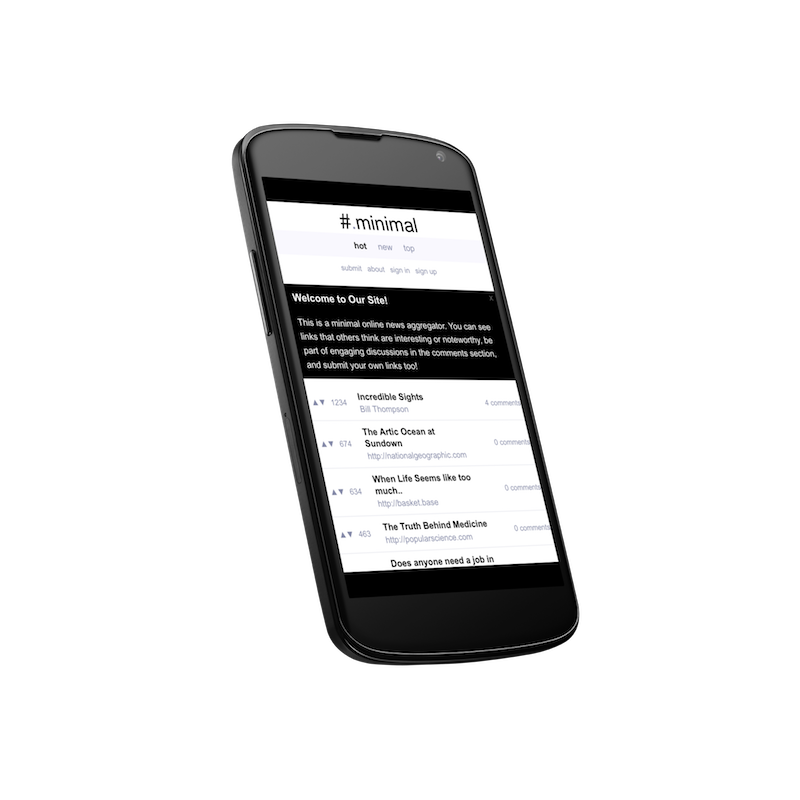 #.minimal
hot new top
submit about sign in sign up
Welcome to Our Site!
X
This is a minimal online news aggregator. You can see
links that others think are interesting or noteworthy, be
part of engaging discussions in the comments section,
and submit your own links too!
▲▼ 1234 Incredible Sights 4 comments
Bill Thompson
▲▼ 674 The Artic Ocean at 0 comments
Sundown
http://nationalgeographic.com
▲▼ 634 When Life Seems like too 0 comments
much..
http://basket.base
▲▼ 463 The Truth Behind Medicine 0 comments
http://popularscience.com
Does anyone need a job in